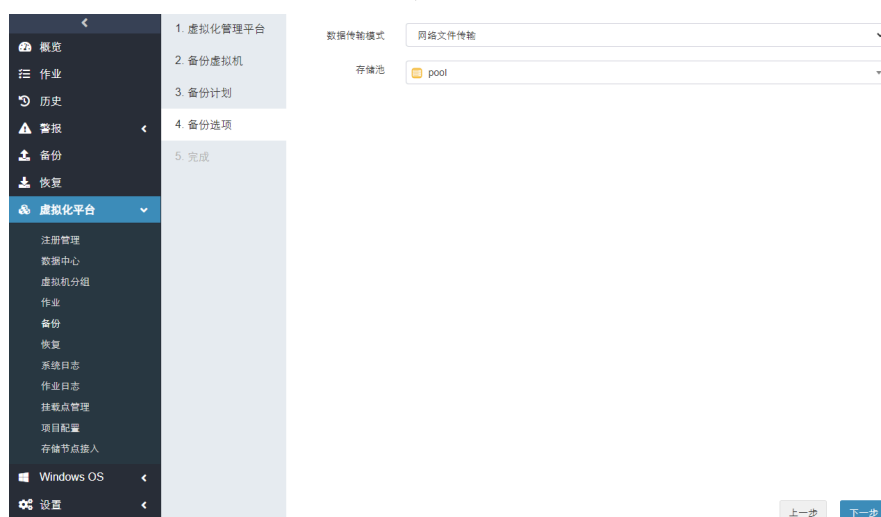 概览
作业
历史
警报
备份
恢复
虚拟化平台
注册管理
数据中心
虚拟机分组
作业
备份
恢复
系统日志
作业日志
挂载点管理
项目配置
存储节点接入
Windows OS
设置
1. 虚拟化管理平台
2. 备份虚拟机
3. 备份计划
4. 备份选项
5. 完成
数据传输模式 网络文件传输
存储池 pool
上一步 下一步